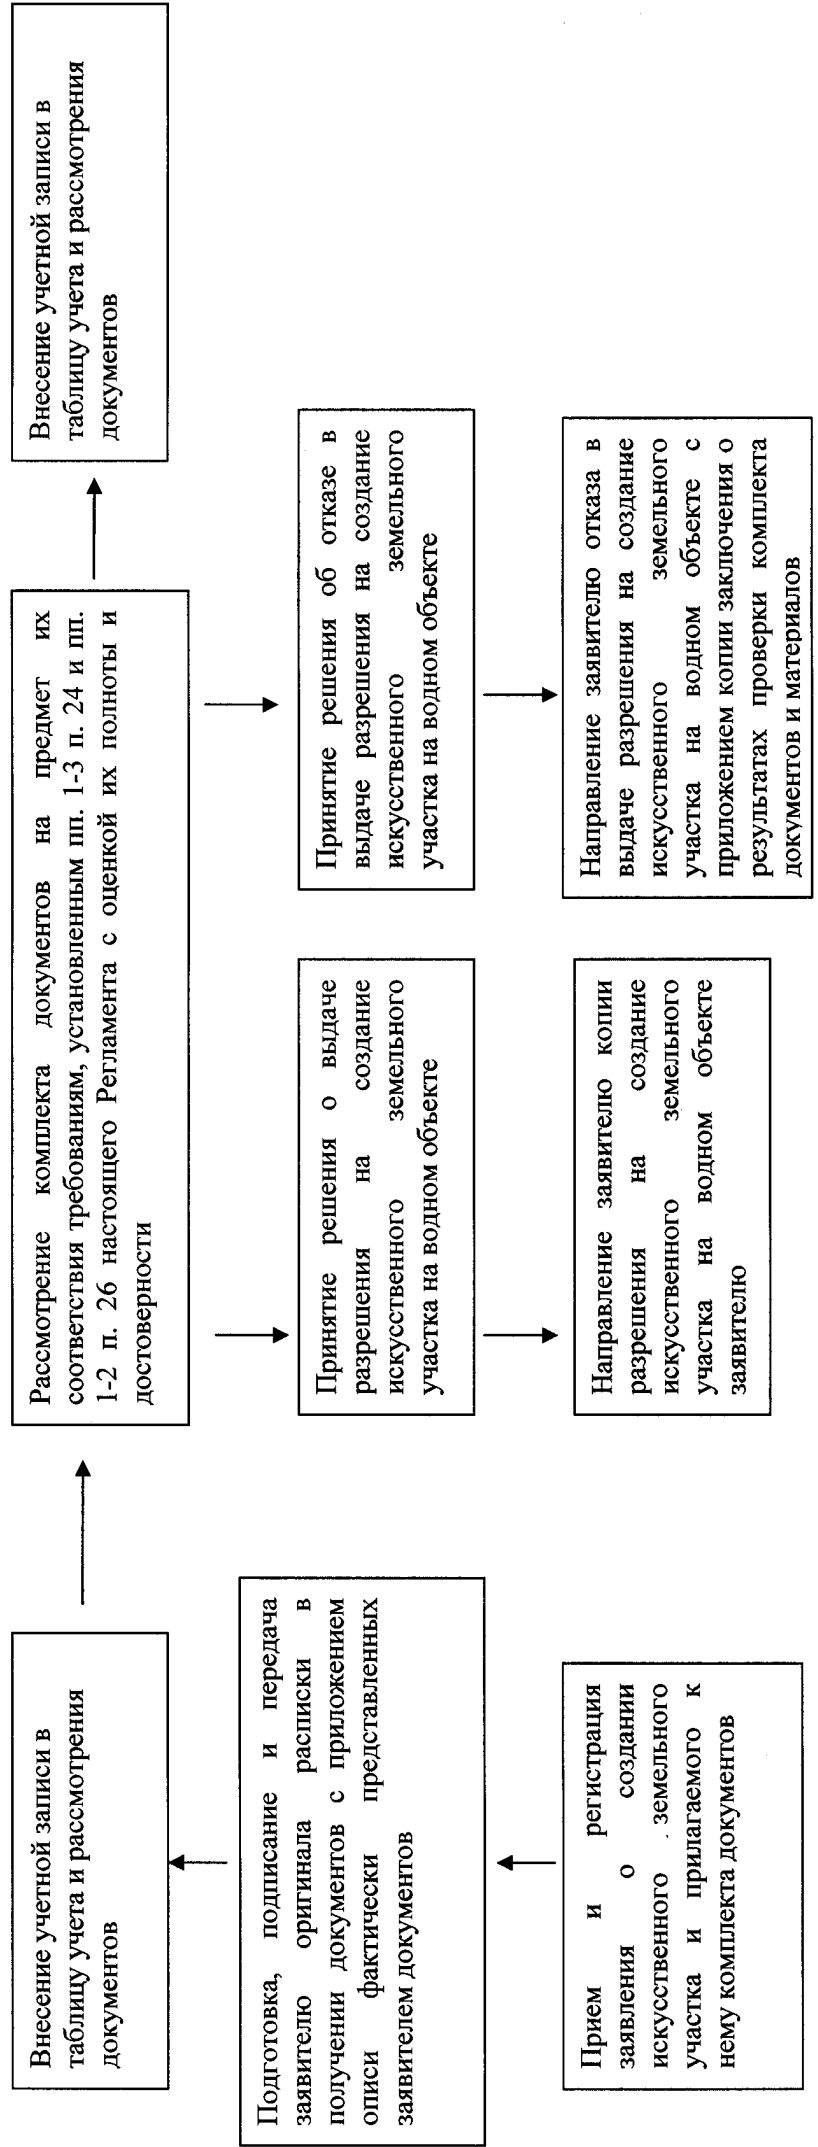 Внесение учетной записи в
таблицу учета и рассмотрения
документов
Подготовка, подписание и передача
заявителю оригинала расписки в
получении документов с приложением
описи фактически представленных
заявителем документов
Прием и регистрация
заявления о создании
искусственного земельного
участка и прилагаемого к
нему комплекта документов
Рассмотрение комплекта документов на предмет их
соответствия требованиям, установленным пп. 1-3 п. 24 и пп.
1-2 п. 26 настоящего Регламента с оценкой их полноты и
достоверности
Принятие решения о выдаче
разрешения на создание
искусственного земельного
участка на водном объекте
Направление заявителю копии
разрешения на создание
искусственного земельного
участка на водном объекте
заявителю
Принятие решения об отказе в
выдаче разрешения на создание
искусственного земельного
участка на водном объекте
Направление заявителю отказа в
выдаче разрешения на создание
искусственного земельного
участка на водном объекте с
приложением копии заключения о
результатах проверки комплекта
документов и материалов
Внесение учетной записи в
таблицу учета и рассмотрения
документов